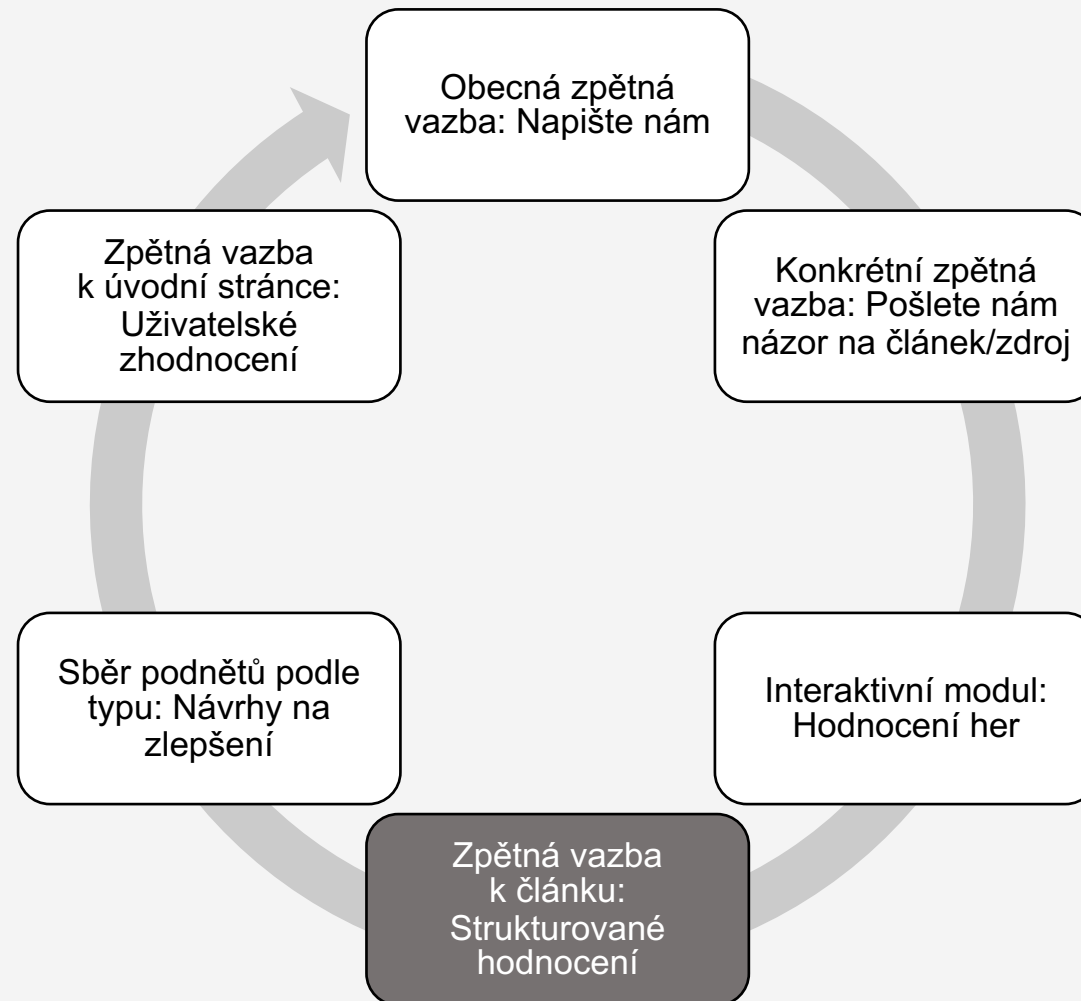 Obecná zpětná
vazba: Napište nám
Konkrétní zpětná
vazba: Pošlete nám
názor na článek/zdroj
Interaktivní modul:
Hodnocení her
Zpětná vazba
k článku:
Strukturované
hodnocení
Sběr podnětů podle
typu: Návrhy na
zlepšení
Zpětná vazba
k úvodní stránce:
Uživatelské
zhodnocení